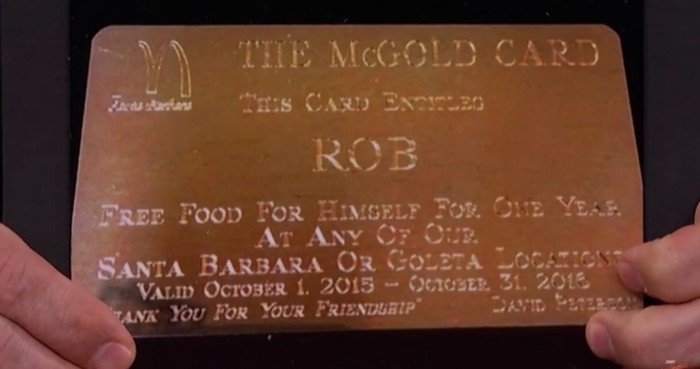 THE McGOLD CARD
THIS CARD ENTITLES
ROB
FREE FOOD FOR HIMSELF FOR ONE YEAR
AT ANY OF OUR
SANTA BARBARA OR GOLETA LOCATIONS
VALID OCTOBER 1, 2015 - OCTOBER 31, 2016
HANK YOU FOR YOUR FRIENDSHIP" DAVID PETERSON